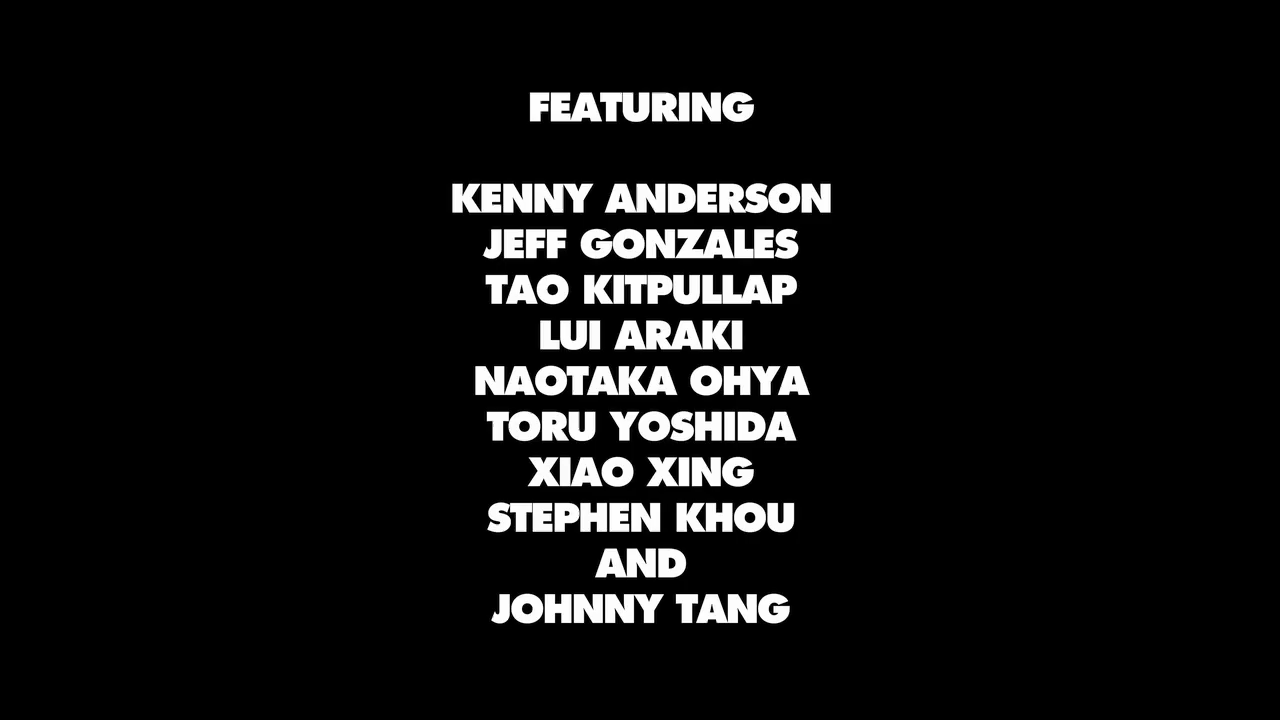 FEATURING
KENNY ANDERSON
JEFF GONZALES
TAO KITPULLAP
LUI ARAKI
NAOTAKA OHYA
TORU YOSHIDA
XIAO XING
STEPHEN KHOU
AND
JOHNNY TANG